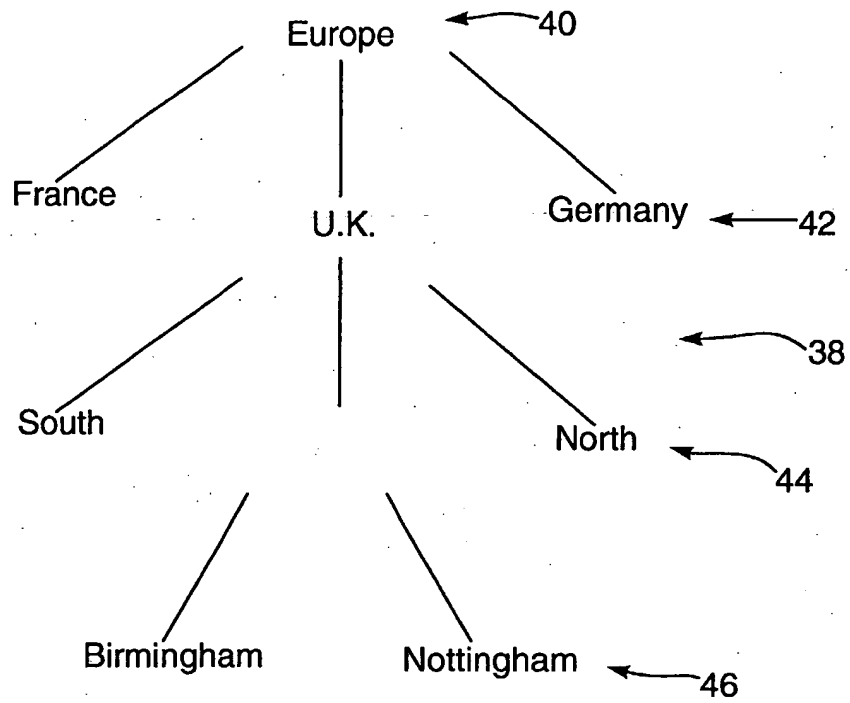 Europe 40
France
U.K.
Germany 42
38
South
North
44
Birmingham
Nottingham
46